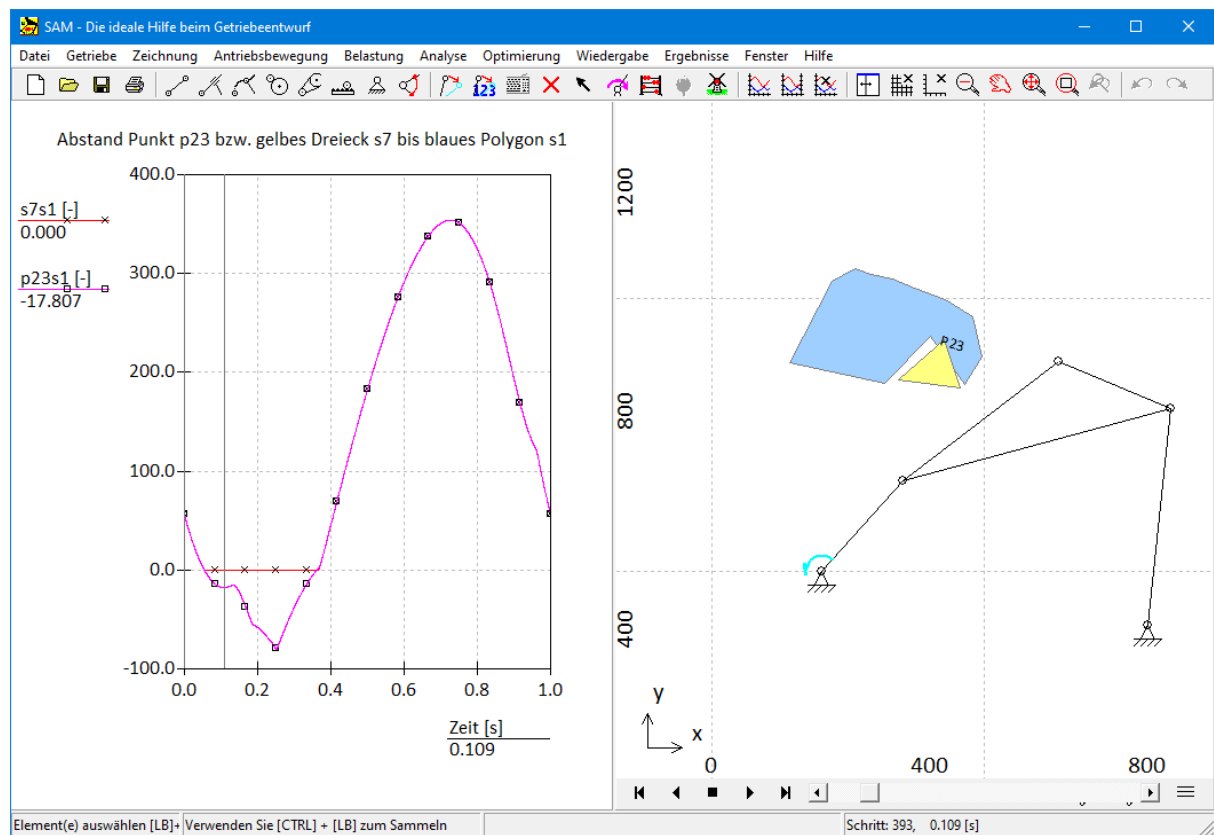 SAM - Die ideale Hilfe beim Getriebeentwurf
Datei Getriebe Zeichnung Antriebsbewegung Belastung Analyse Optimierung Wiedergabe Ergebnisse Fenster Hilfe
123
Abstand Punkt p23 bzw. gelbes Dreieck s7 bis blaues Polygon s1
s7s1 [-]
0.000
p23s1 [-]
-17.807
400.0
300.0
200.0
100.0
0.0
-100.0
0.0 0.2 0.4 0.6 0.8 1.0
Zeit [s]
0.109
1200
800
400
P23
y
x
0 400 800
Element(e) auswählen [LB]+ Verwenden Sie [CTRL] + [LB] zum Sammeln
Schritt: 393, 0.109 [s]